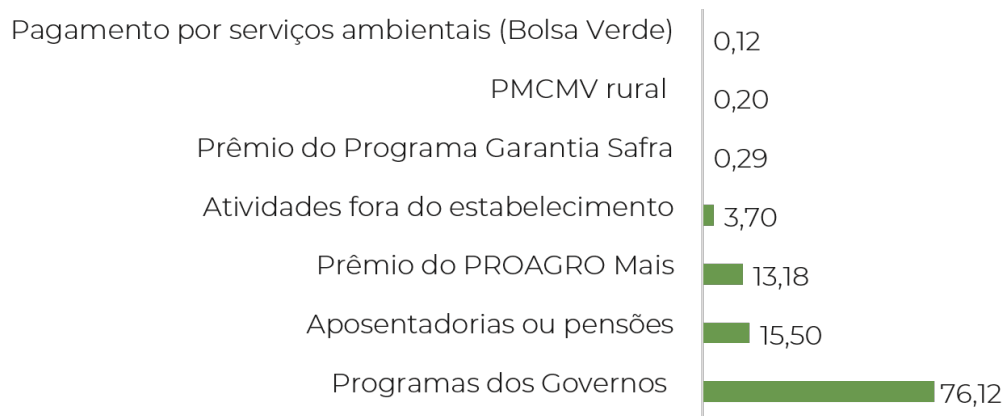 Pagamento por serviços ambientais (Bolsa Verde) 0,12
PMCMV rural 0,20
Prêmio do Programa Garantia Safra 0,29
Atividades fora do estabelecimento 3,70
Prêmio do PROAGRO Mais 13,18
Aposentadorias ou pensões 15,50
Programas dos Governos 76,12